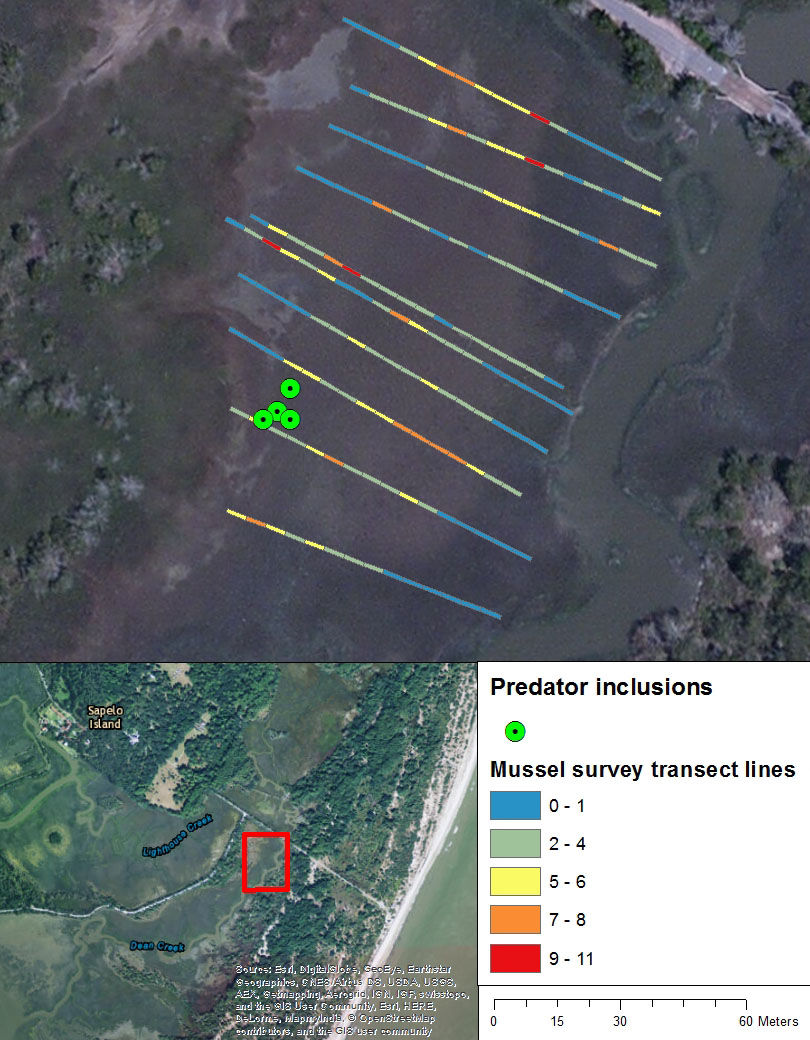 Predator inclusions
Mussel survey transect lines
0 - 1
2 - 4
5 - 6
7 - 8
9 - 11
0 15 30 60 Meters
Sapelo
Island
Lighthouse Creek
Dean Creek
Source: Esri, DigitalGlobe, GeoEye, Earthstar
Geographics, CNES/Airbus DS, USDA, USGS,
AEX, Getmapping, Aerogrid, IGN, IGP, swisstopo,
and the GIS User Community, Esri, HERE,
DeLorme, MapmyIndia, © OpenStreetMap
contributors, and the GIS user community